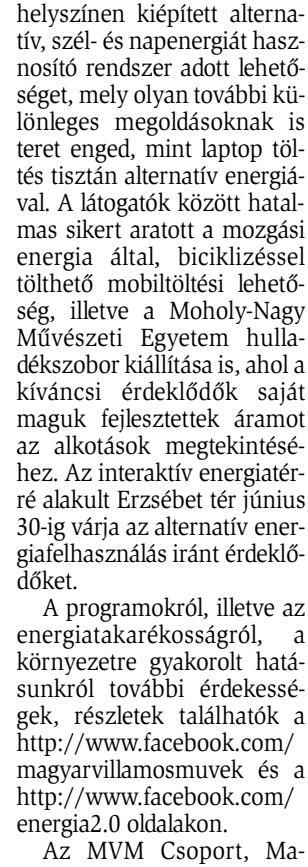 helyszínen kiépített alterna-
tív, szél- és napenergiát hasz-
nosító rendszer adott lehető-
séget, mely olyan további kü-
lönleges megoldásoknak is
teret enged, mint laptop töl-
tés tisztán alternatív energiá-
val. A látogatók között hatal-
mas sikert aratott a mozgási
energia által, biciklizéssel
tölthető mobiltöltési lehető-
ség, illetve a Moholy-Nagy
Művészeti Egyetem hulla-
dékszobor kiállítása is, ahol a
kíváncsi érdeklődők saját
maguk fejlesztettek áramot
az alkotások megtekintésé-
hez. Az interaktív energiatér-
ré alakult Erzsébet tér június
30-ig várja az alternatív ener-
giafelhasználás iránt érdeklő-
dőket.
A programokról, illetve az
energiatakarékosságról, a
környezetre gyakorolt hatá-
sunkról további érdekessé-
gek, részletek találhatók a
http://www.facebook.com/
magyarvillamosmuvek és a
http://www.facebook.com/
energia2.0 oldalakon.
Az MVM Csoport, Ma-